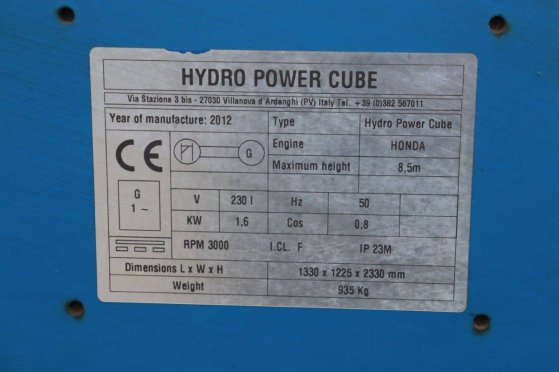 HYDRO POWER CUBE
Via Stazione 3 bis - 27030 Villanova d'Ardenghi (PV) Italy Tel. +39 (0)382 567011
Year of manufacture: 2012 Type Hydro Power Cube
Engine HONDA
Maximum height 8,5m
CE
G
G
1 ~
V 230 I Hz 50
KW 1,6 Cos 0,8
RPM 3000 I.CL. F IP 23M
Dimensions L x W x H 1330 x 1225 x 2330 mm
Weight 935 Kg